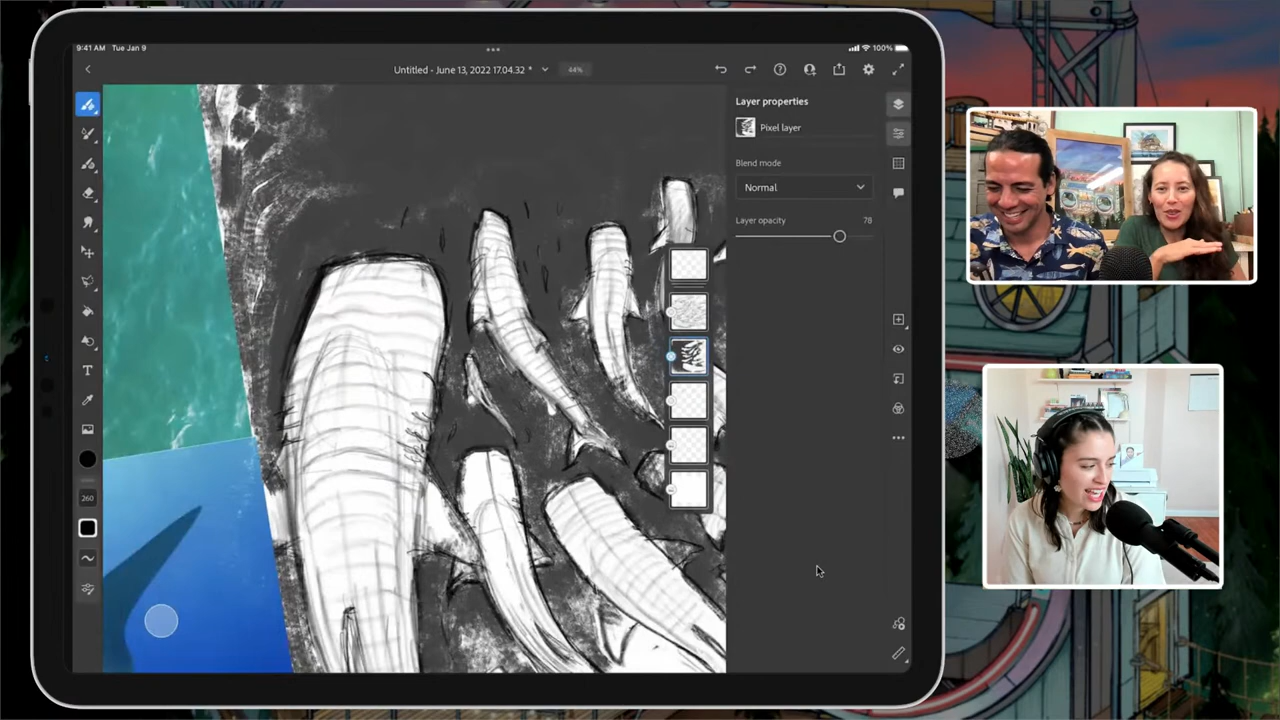 9:41 AM Tue Jan 9
100%
Untitled - June 13, 2022 17.04.32 *
44%
Layer properties
Pixel layer
Blend mode
Normal
Layer opacity 78
T
260